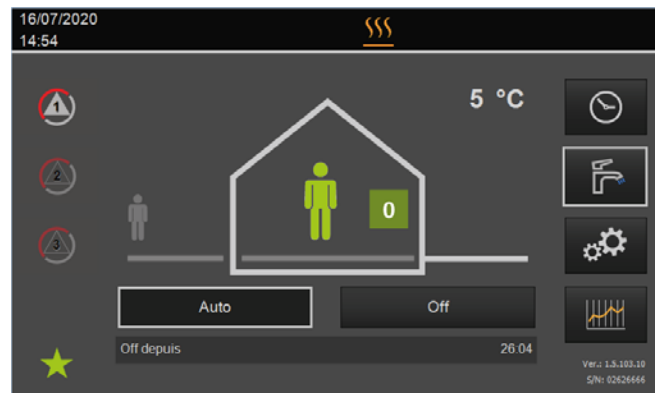 16/07/2020
14:54
5 °C
1
2
3
0
Auto
Off
Off depuis
26:04
Ver.: 1.5.103.10
S/N: 02626666